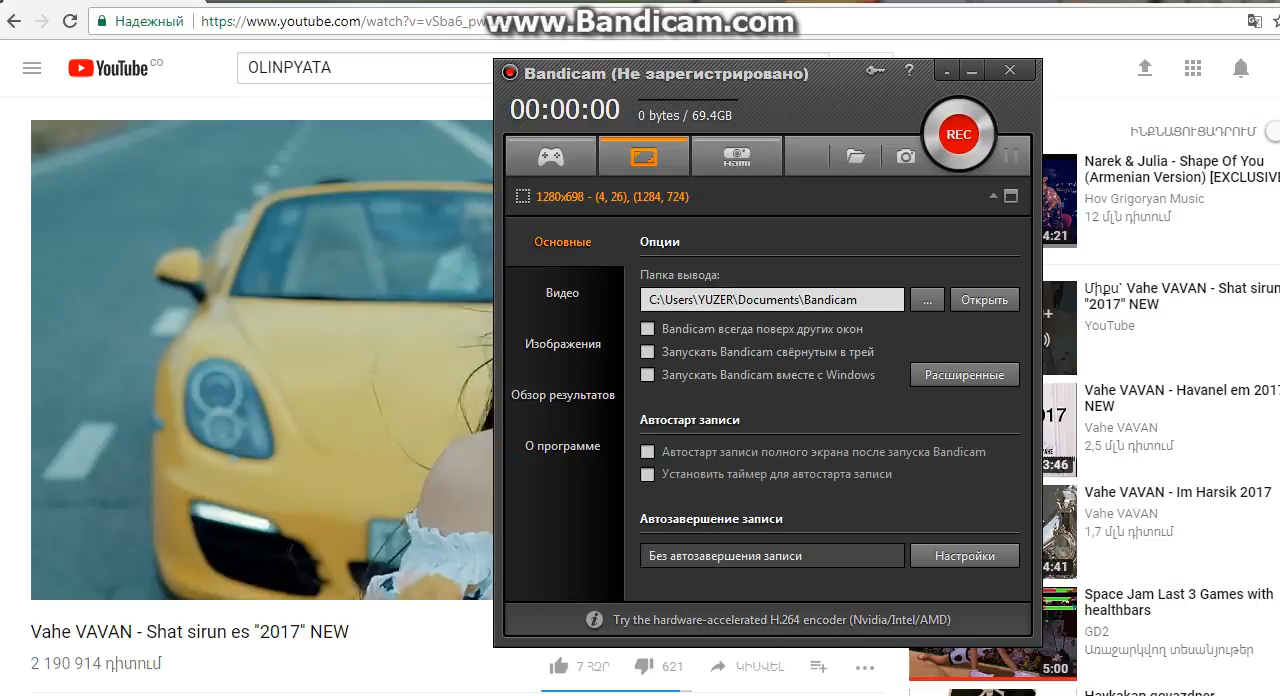 www.Bandicam.com
Надежный
https://www.youtube.com/watch?v=vSba6_pw
YouTube CO
OLINPYATA
Bandicam (Не зарегистрировано)
?
00:00:00
0 bytes / 69.4GB
REC
HDMI
1280x698 - (4, 26), (1284, 724)
Основные
Видео
Изображения
Обзор результатов
О программе
Опции
Папка вывода:
C:\Users\YUZER\Documents\Bandicam
...
Открыть
Bandicam всегда поверх других окон
Запускать Bandicam свёрнутым в трей
Запускать Bandicam вместе с Windows
Расширенные
Автостарт записи
Автостарт записи полного экрана после запуска Bandicam
Установить таймер для автостарта записи
Автозавершение записи
Без автозавершения записи
Настройки
Try the hardware-accelerated H.264 encoder (Nvidia/Intel/AMD)
Vahe VAVAN - Shat sirun es "2017" NEW
2 190 914 դիտում
7 ՀԶՐ
621
ԿԻՍՎԵԼ
ԻՆՔՆԱՑՈՒՑԱԴՐՈՒՄ
4:21
Narek & Julia - Shape Of You
(Armenian Version) [EXCLUSIVE
Hov Grigoryan Music
12 մլն դիտում
Միքս՝ Vahe VAVAN - Shat sirun
"2017" NEW
YouTube
017
3:46
Vahe VAVAN - Havanel em 201
NEW
Vahe VAVAN
2,5 մլն դիտում
4:41
Vahe VAVAN - Im Harsik 2017
Vahe VAVAN
1,7 մլն դիտում
5:00
Space Jam Last 3 Games with
healthbars
GD2
Առաջարկվող տեսանյութեր
Haykakan govazdner